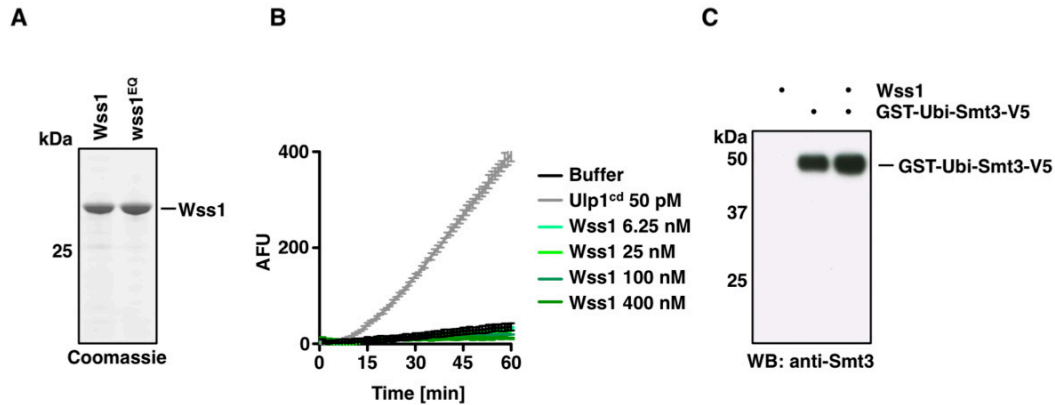 A
Wss1
wss1EQ
kDa
Wss1
25
Coomassie
B
400
200
0
AFU
0 15 30 45 60
Time [min]
Buffer
Ulp1cd 50 pM
Wss1 6.25 nM
Wss1 25 nM
Wss1 100 nM
Wss1 400 nM
C
Wss1
GST-Ubi-Smt3-V5
kDa
50
GST-Ubi-Smt3-V5
37
25
WB: anti-Smt3